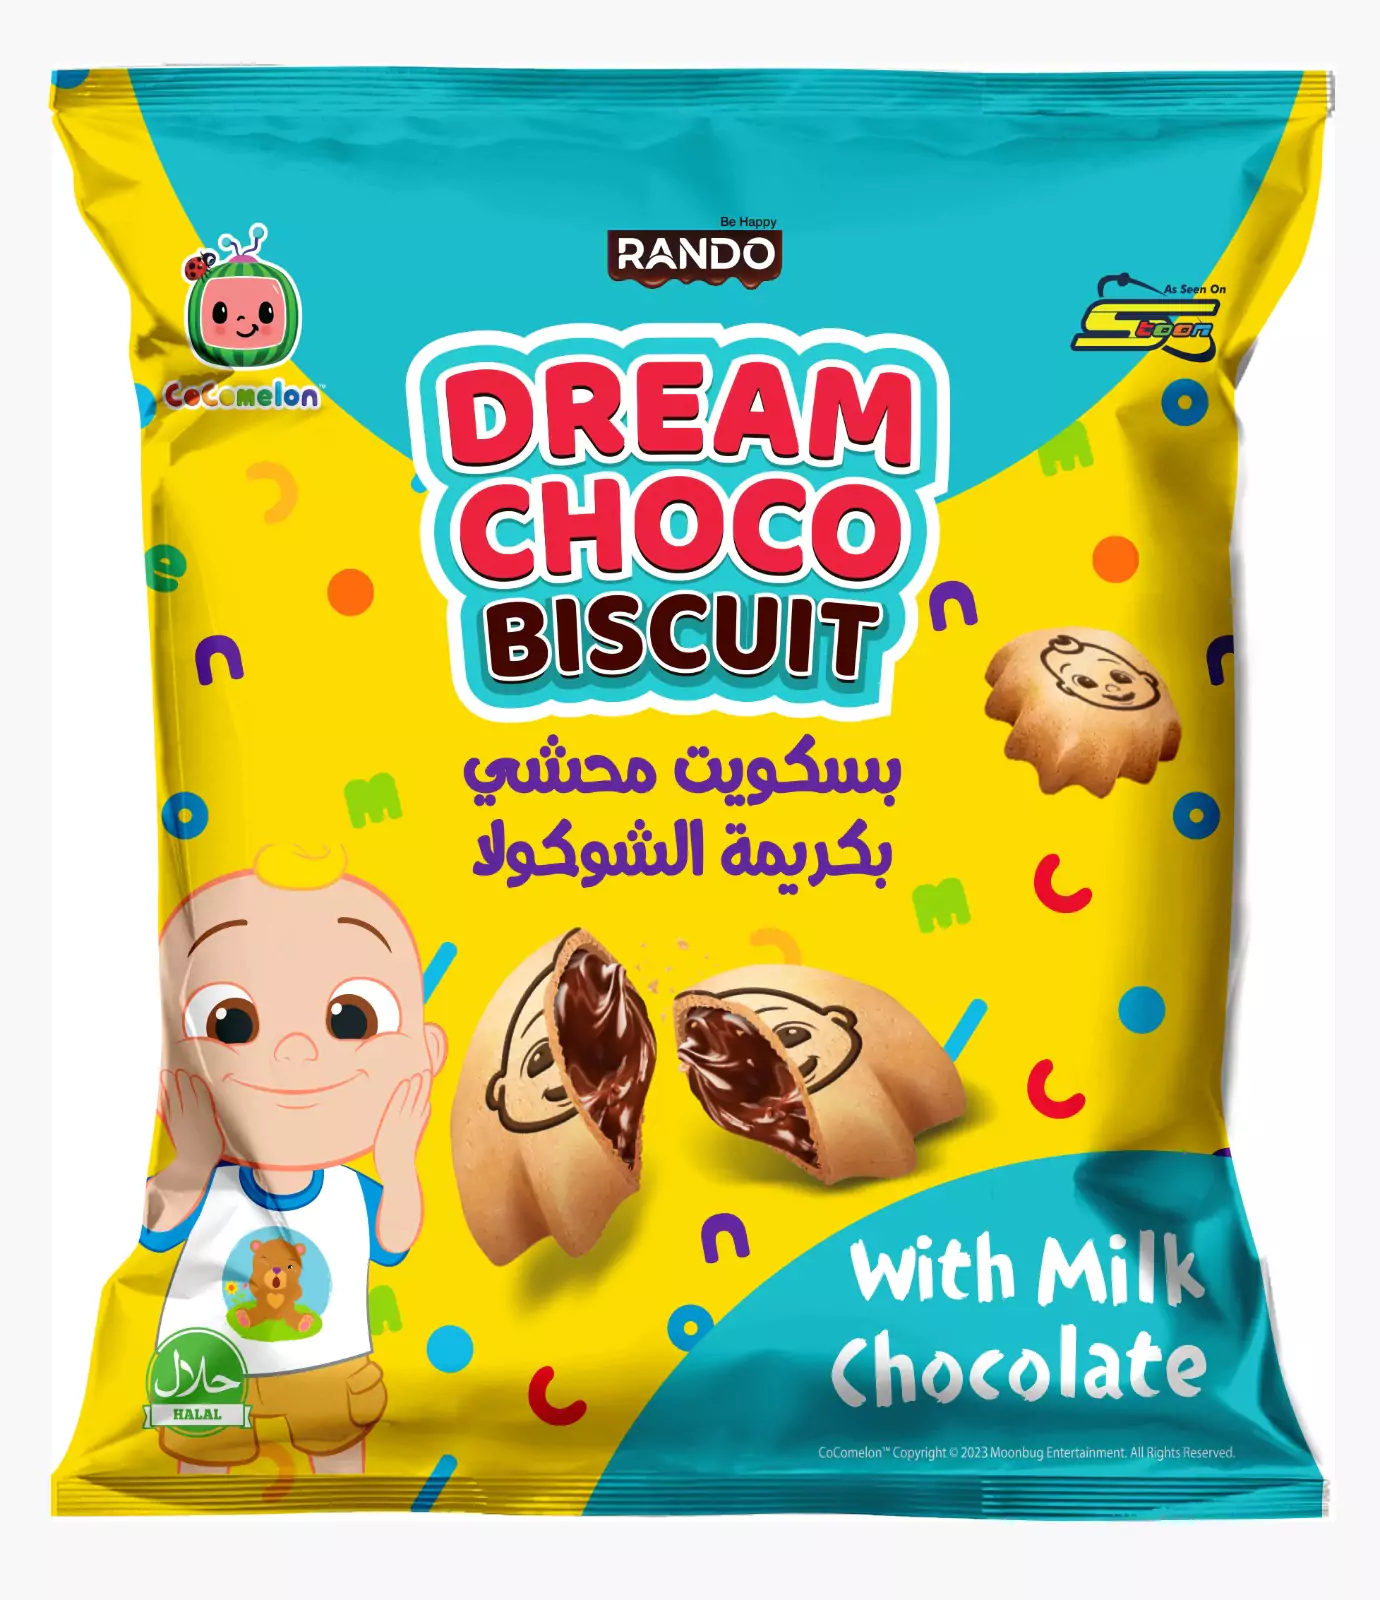 Be Happy
RANDO
CoComelon™
As Seen On
Stoon
DREAM
CHOCO
BISCUIT
بسكويت محشي
بكريمة الشوكولا
With Milk
Chocolate
حلال
HALAL
CoComelon™ Copyright © 2023 Moonbug Entertainment. All Rights Reserved.